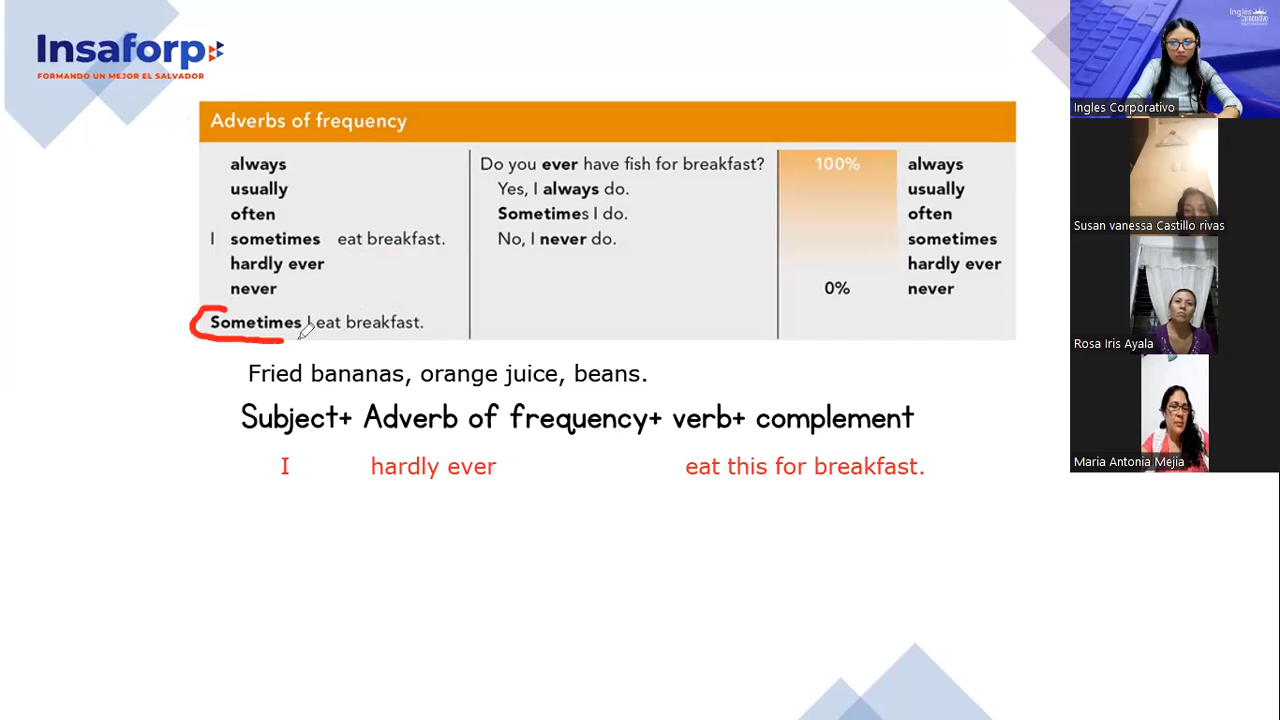 Insaforp
FORMANDO UN MEJOR EL SALVADOR
Adverbs of frequency
always
usually
often
I sometimes eat breakfast.
hardly ever
never
Sometimes I eat breakfast.
Do you ever have fish for breakfast?
Yes, I always do.
Sometimes I do.
No, I never do.
100% always
usually
often
sometimes
hardly ever
0% never
Fried bananas, orange juice, beans.
Subject+ Adverb of frequency+ verb+ complement
I hardly ever eat this for breakfast.
Ingles
Corporativo
Ingles Corporativo
Susan vanessa Castillo rivas
Rosa Iris Ayala
Maria Antonia Mejia